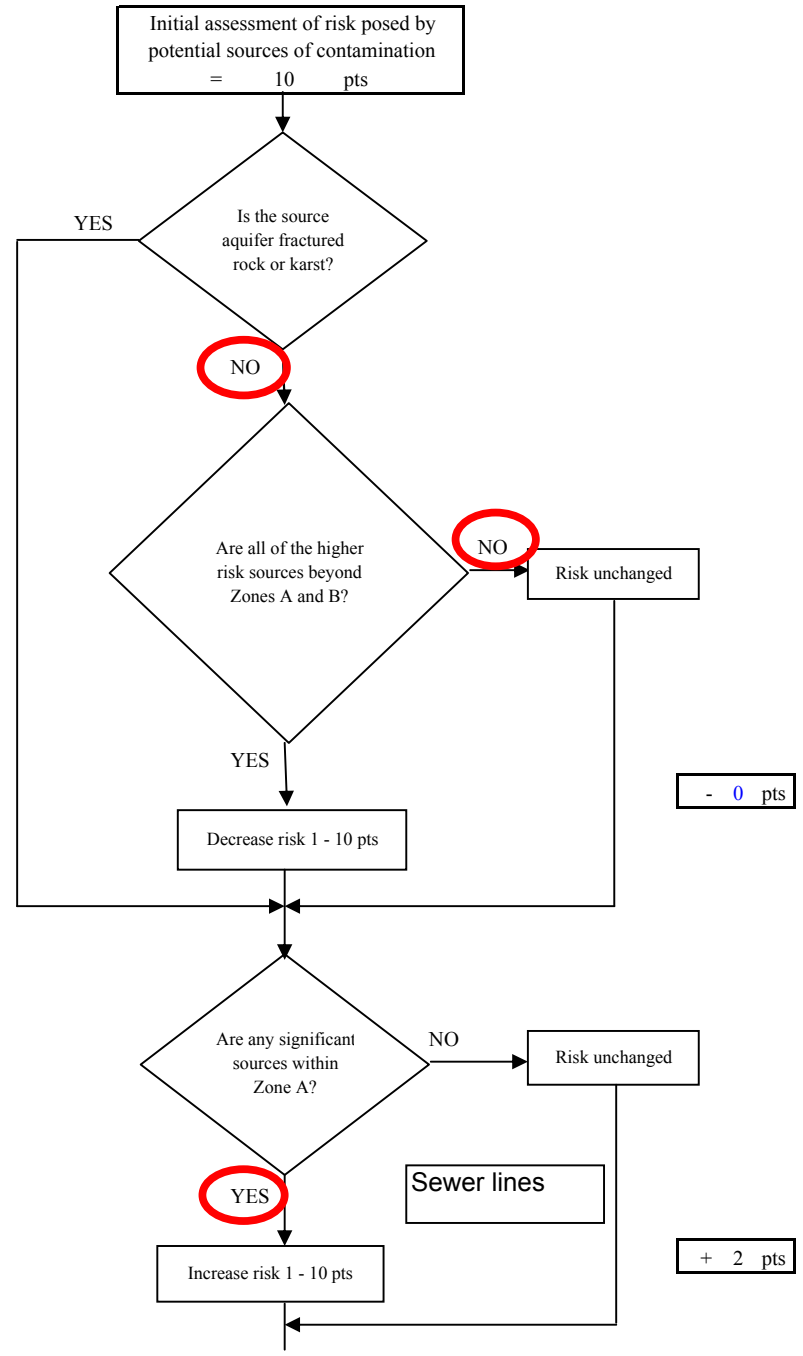 Initial assessment of risk posed by
potential sources of contamination
= 10 pts
YES
Is the source
aquifer fractured
rock or karst?
NO
Are all of the higher
risk sources beyond
Zones A and B?
NO
Risk unchanged
YES
- 0 pts
Decrease risk 1 - 10 pts
Are any significant
sources within
Zone A?
NO
Risk unchanged
YES
Sewer lines
Increase risk 1 - 10 pts
+ 2 pts